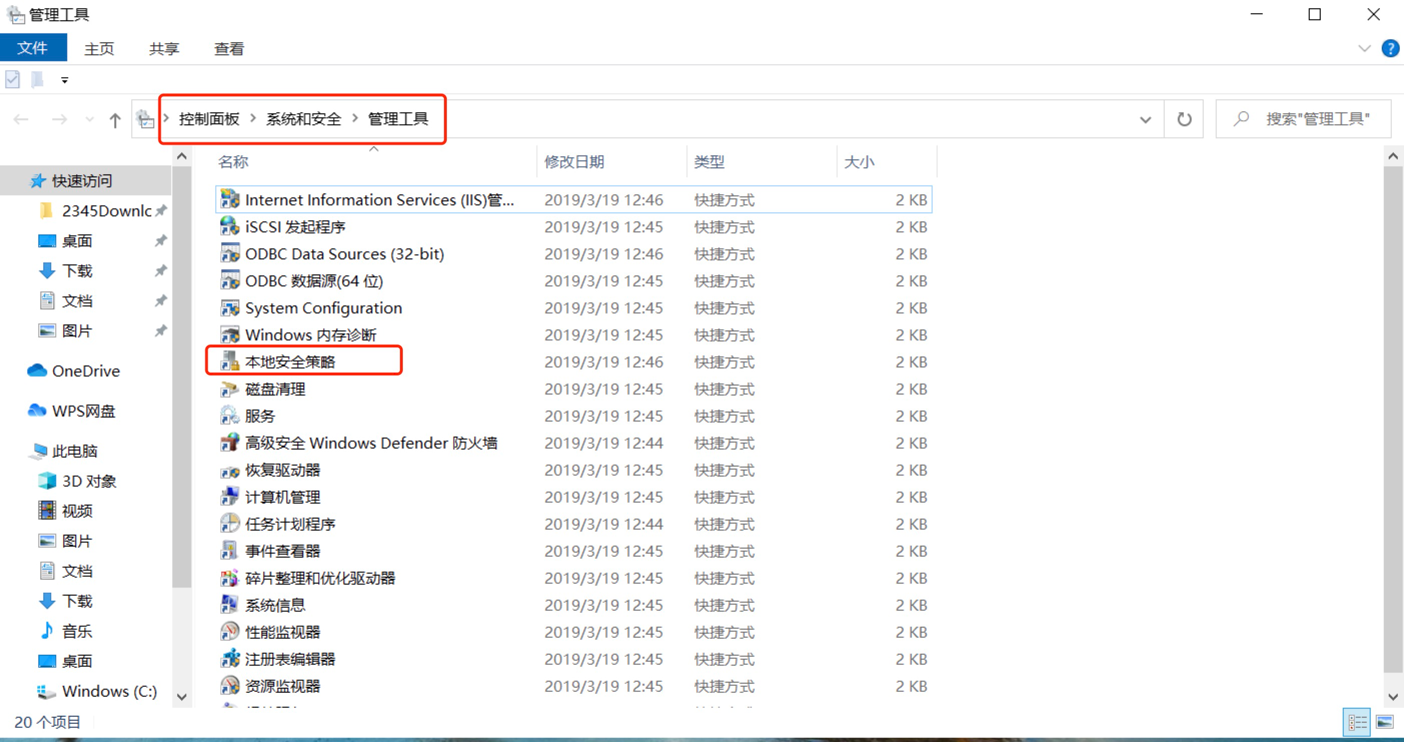 管理工具
文件 主页 共享 查看
控制面板 > 系统和安全 > 管理工具 搜索"管理工具"
名称 修改日期 类型 大小
快速访问
2345Downlc
桌面
下载
文档
图片
OneDrive
WPS网盘
此电脑
3D 对象
视频
图片
文档
下载
音乐
桌面
Windows (C:)
Internet Information Services (IIS)管... 2019/3/19 12:46 快捷方式 2 KB
iSCSI 发起程序 2019/3/19 12:45 快捷方式 2 KB
ODBC Data Sources (32-bit) 2019/3/19 12:46 快捷方式 2 KB
ODBC 数据源(64 位) 2019/3/19 12:45 快捷方式 2 KB
System Configuration 2019/3/19 12:45 快捷方式 2 KB
Windows 内存诊断 2019/3/19 12:45 快捷方式 2 KB
本地安全策略 2019/3/19 12:46 快捷方式 2 KB
磁盘清理 2019/3/19 12:45 快捷方式 2 KB
服务 2019/3/19 12:45 快捷方式 2 KB
高级安全 Windows Defender 防火墙 2019/3/19 12:44 快捷方式 2 KB
恢复驱动器 2019/3/19 12:45 快捷方式 2 KB
计算机管理 2019/3/19 12:45 快捷方式 2 KB
任务计划程序 2019/3/19 12:44 快捷方式 2 KB
事件查看器 2019/3/19 12:45 快捷方式 2 KB
碎片整理和优化驱动器 2019/3/19 12:45 快捷方式 2 KB
系统信息 2019/3/19 12:45 快捷方式 2 KB
性能监视器 2019/3/19 12:45 快捷方式 2 KB
注册表编辑器 2019/3/19 12:45 快捷方式 2 KB
资源监视器 2019/3/19 12:45 快捷方式 2 KB
20 个项目